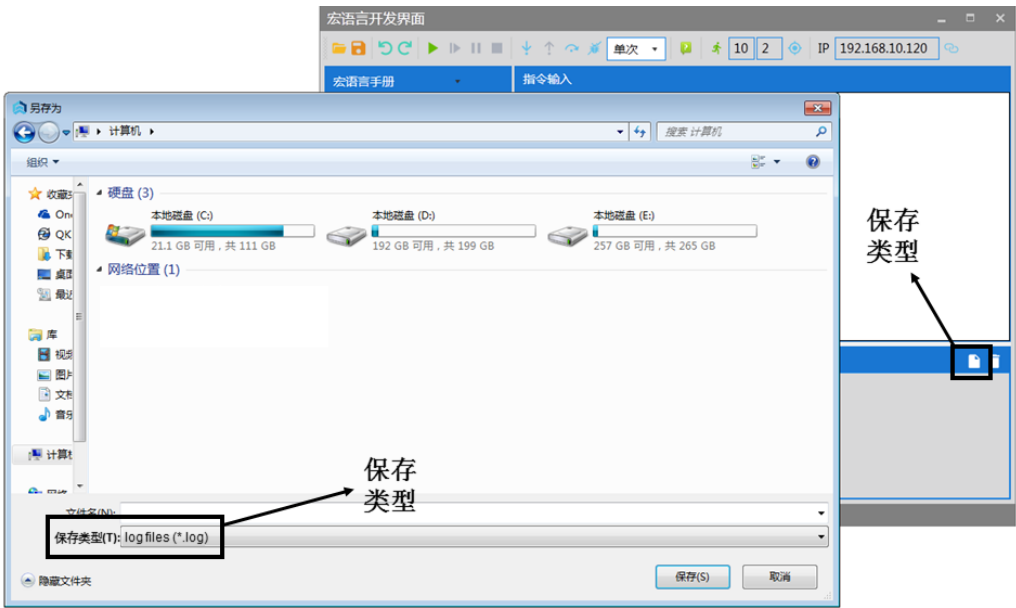 宏语言开发界面
单次
10
2
IP
192.168.10.120
宏语言手册
指令输入
另存为
计算机
搜索 计算机
组织
收藏
硬盘 (3)
本地磁盘 (C:)
21.1 GB 可用，共 111 GB
本地磁盘 (D:)
192 GB 可用，共 199 GB
本地磁盘 (E:)
257 GB 可用，共 265 GB
网络位置 (1)
One
QK
下载
桌面
最近
库
视频
图片
文档
音乐
计算机
网络
保存
类型
保存
类型
文件名(N):
保存类型(T):
log files (*.log)
隐藏文件夹
保存(S)
取消